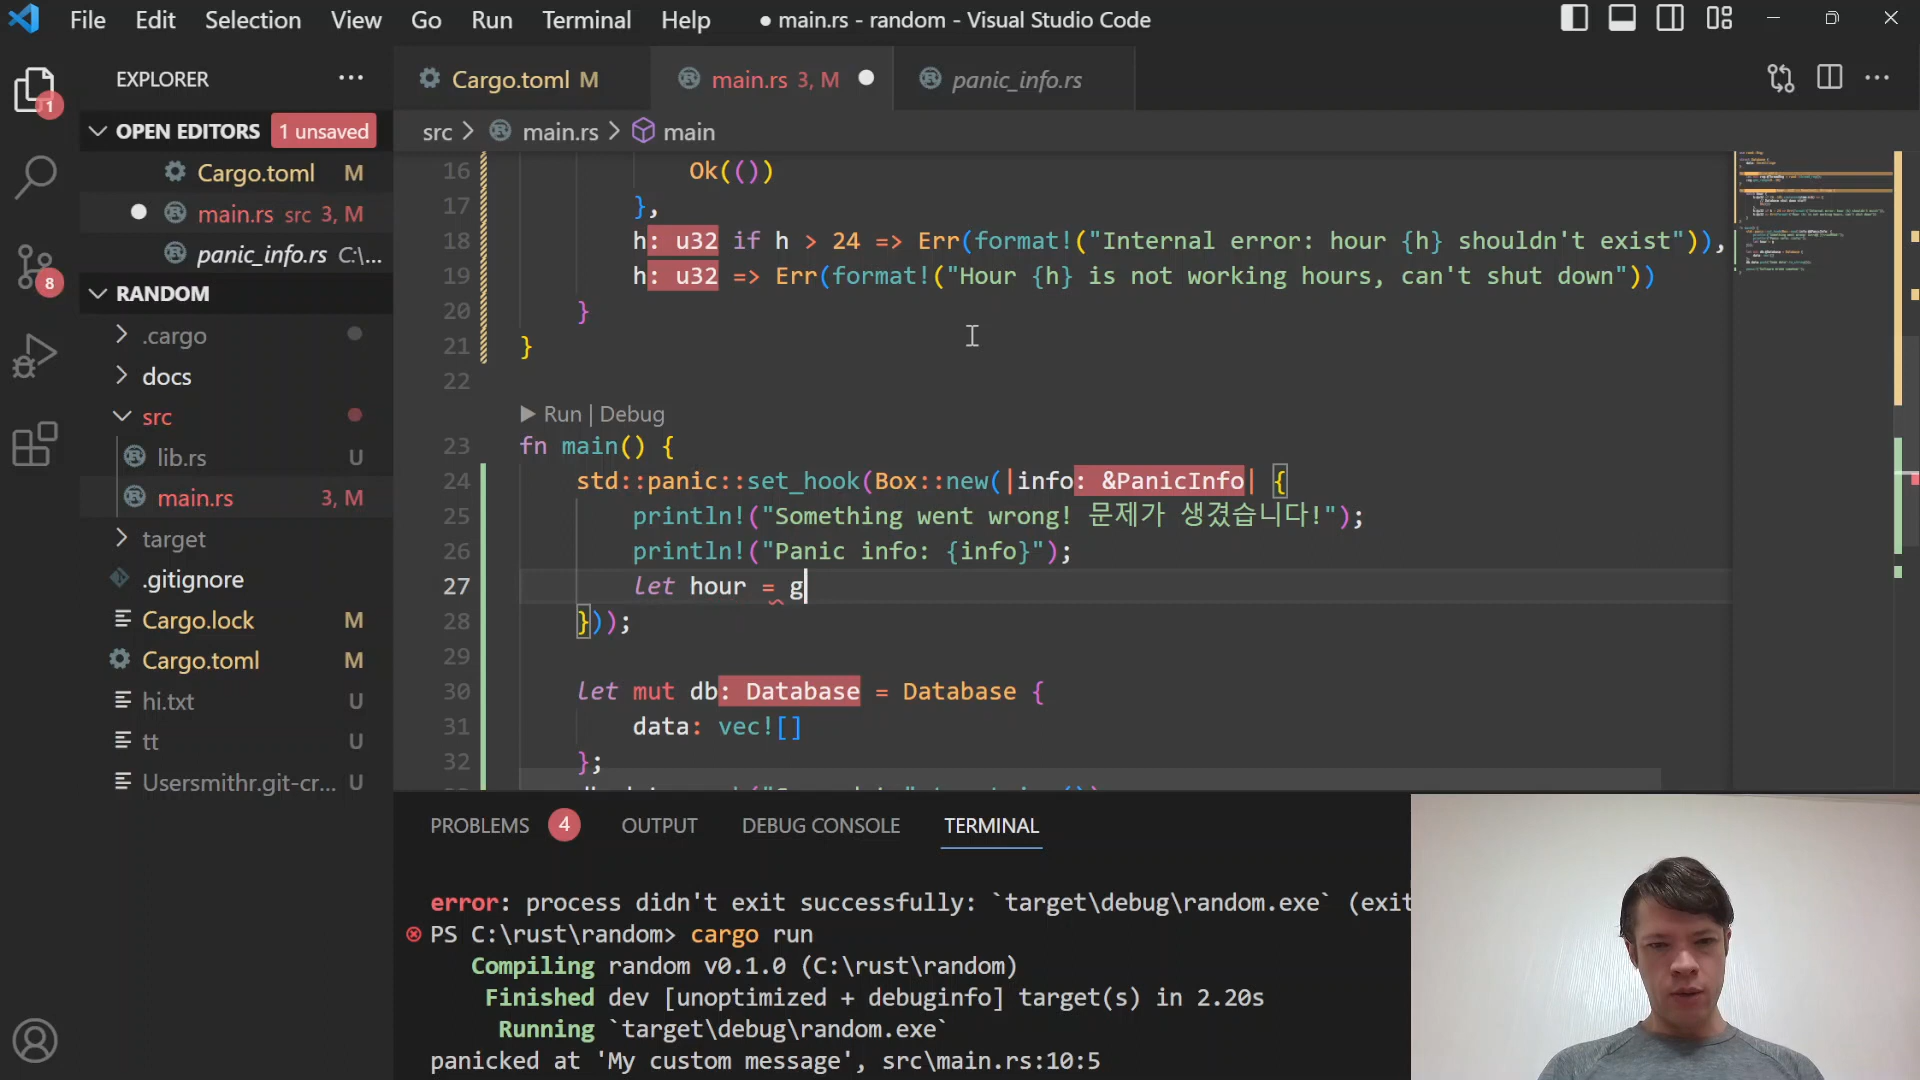 File Edit Selection View Go Run Terminal Help ● main.rs - random - Visual Studio Code
EXPLORER ...
Cargo.toml M
main.rs 3, M
panic_info.rs
OPEN EDITORS 1 unsaved
src > main.rs > main
Cargo.toml M
main.rs src 3, M
panic_info.rs C:\...
RANDOM
.cargo
docs
src
lib.rs U
main.rs 3, M
target
.gitignore
Cargo.lock M
Cargo.toml M
hi.txt U
tt U
Usersmithr.git-cr... U
1
8
16 Ok(())
17 },
18 h: u32 if h > 24 => Err(format!("Internal error: hour {h} shouldn't exist")),
19 h: u32 => Err(format!("Hour {h} is not working hours, can't shut down"))
20 }
21 }
22
Run | Debug
23 fn main() {
24 std::panic::set_hook(Box::new(|info: &PanicInfo| {
25 println!("Something went wrong! 문제가 생겼습니다!");
26 println!("Panic info: {info}");
27 let hour = g
28 }));
29
30 let mut db: Database = Database {
31 data: vec![]
32 };
PROBLEMS 4 OUTPUT DEBUG CONSOLE TERMINAL
error: process didn't exit successfully: `target\debug\random.exe` (exit
PS C:\rust\random> cargo run
Compiling random v0.1.0 (C:\rust\random)
Finished dev [unoptimized + debuginfo] target(s) in 2.20s
Running `target\debug\random.exe`
panicked at 'My custom message', src\main.rs:10:5